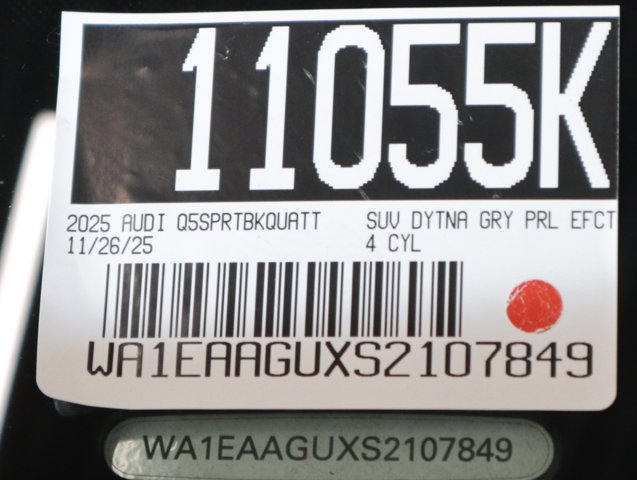 11055K
2025 AUDI Q5SPRTBKQUATT SUV DYTNA GRY PRL EFCT
11/26/25 4 CYL
WA1EAAGUXS2107849
WA1EAAGUXS2107849